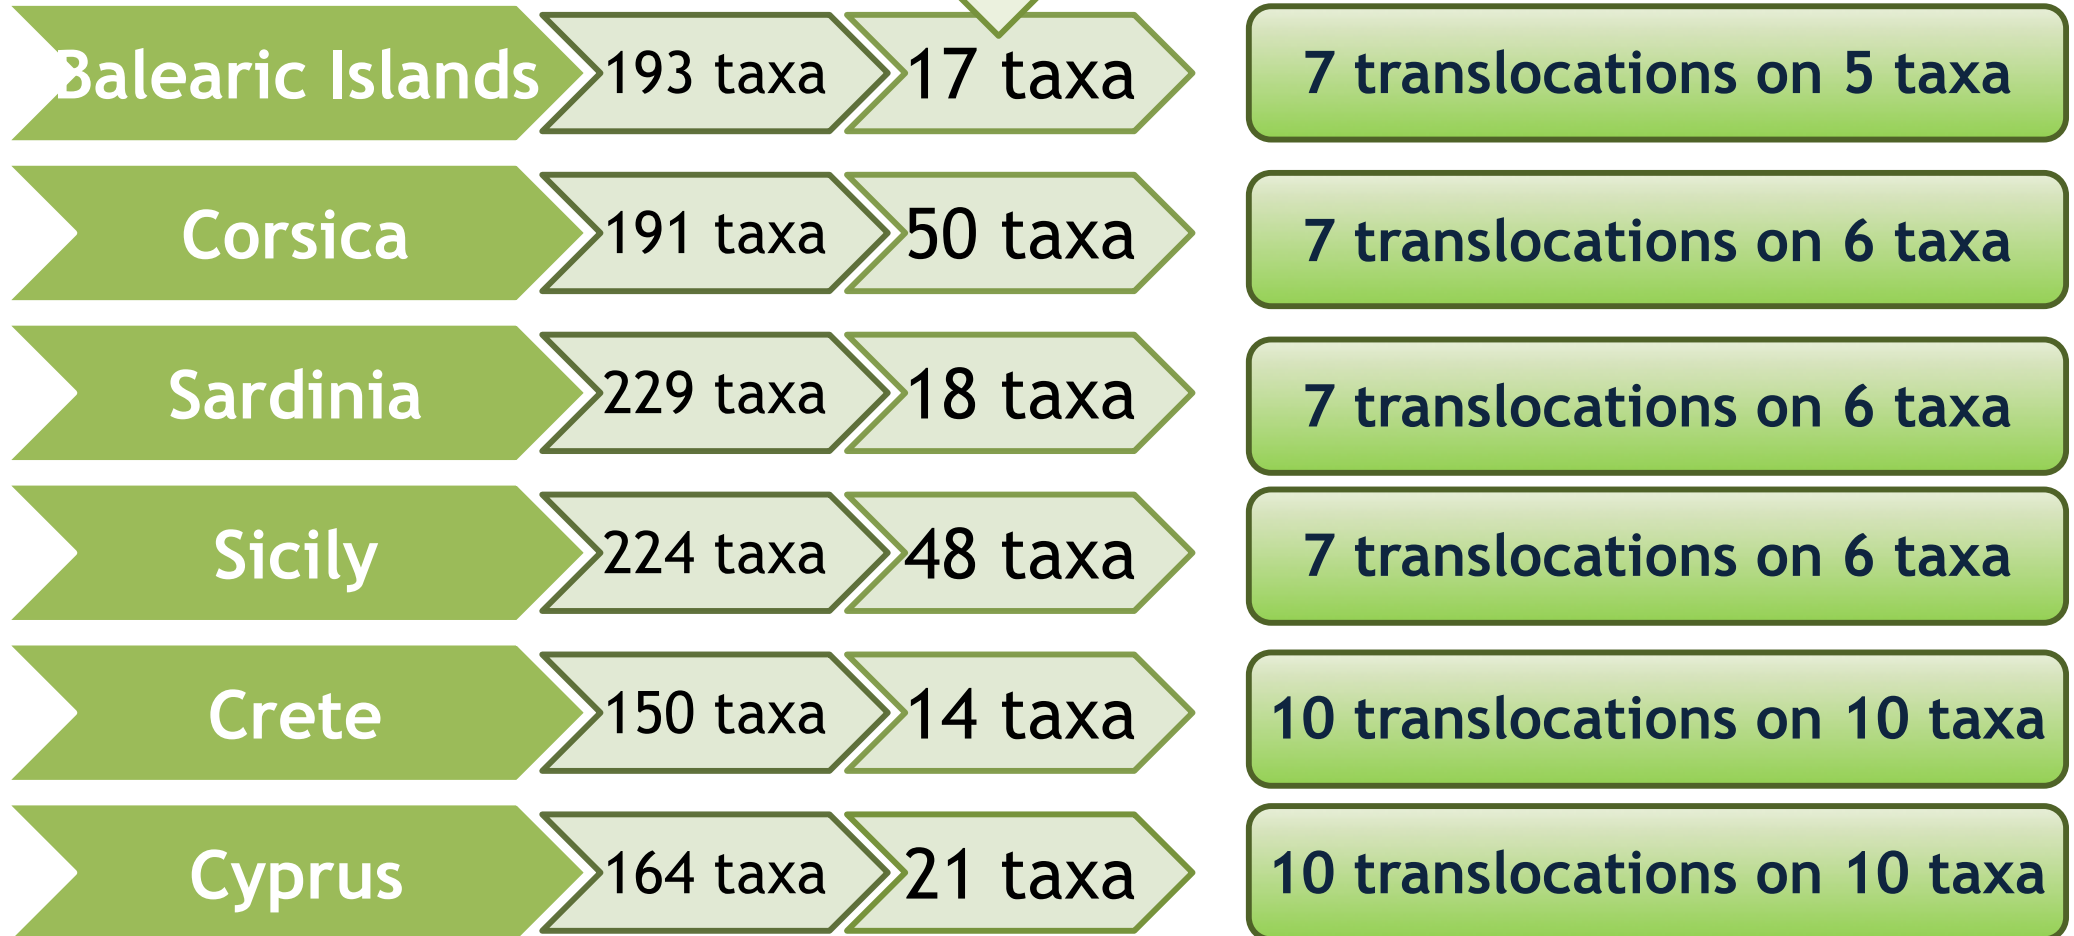 Balearic Islands 193 taxa 17 taxa 7 translocations on 5 taxa
Corsica 191 taxa 50 taxa 7 translocations on 6 taxa
Sardinia 229 taxa 18 taxa 7 translocations on 6 taxa
Sicily 224 taxa 48 taxa 7 translocations on 6 taxa
Crete 150 taxa 14 taxa 10 translocations on 10 taxa
Cyprus 164 taxa 21 taxa 10 translocations on 10 taxa